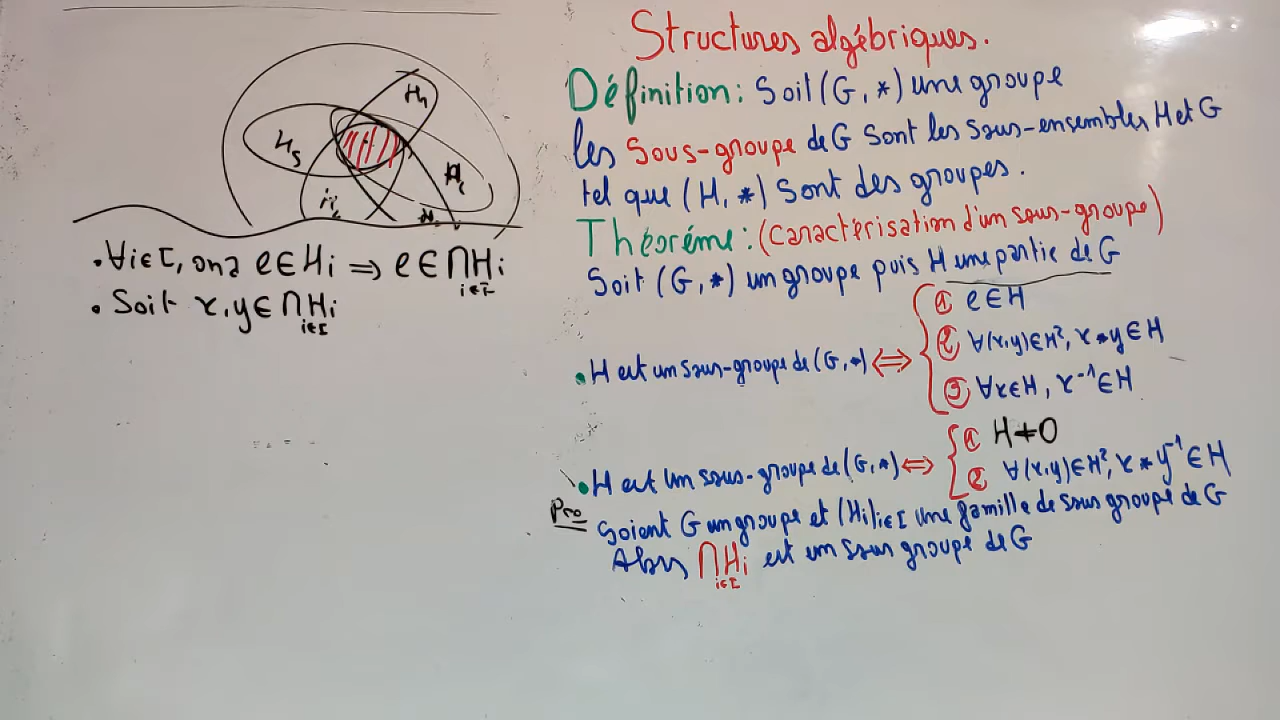 Structures algébriques.
Définition : Soit (G, *) une groupe
les sous-groupe de G sont les sous-ensembles H et G
tel que (H, *) sont des groupes.
Théoréme : (caractérisation d'un sous-groupe)
Soit (G, *) un groupe puis H une partie de G
① e ∈ H
② ∀(x,y)∈H², x*y ∈ H
• H est un sous-groupe de (G, *) ⟺
③ ∀x∈H, x⁻¹∈H
① H≠∅
• H est un sous-groupe de (G, *) ⟺ ② ∀(x,y)∈H², x * y⁻¹ ∈ H
Pro Soient G un groupe et (Hi)i∈I une famille de sous groupe de G
Alors ⋂Hi est un sous groupe de G
i∈I
H1
H5
H
Hi
• ∀i∈I, on a e∈Hi ⟹ e∈⋂Hi
i∈I
• Soit x,y∈⋂Hi
i∈I